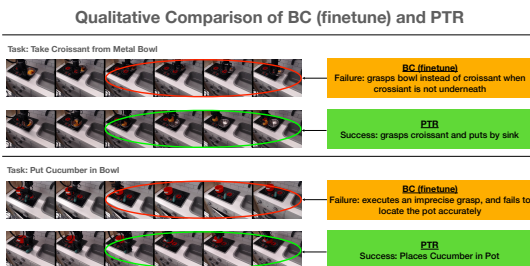 Qualitative Comparison of BC (finetune) and PTR
Task: Take Croissant from Metal Bowl
BC (finetune)
Failure: grasps bowl instead of croissant when
crossiant is not underneath
PTR
Success: grasps croissant and puts by sink
Task: Put Cucumber in Bowl
BC (finetune)
Failure: executes an imprecise grasp, and fails to
locate the pot accurately
PTR
Success: Places Cucumber in Pot